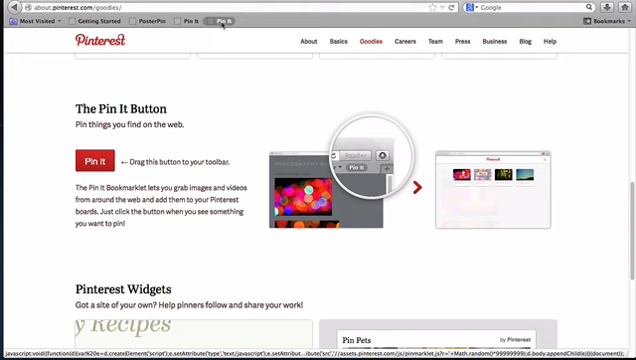 about.pinterest.com/goodies/
Google
Most Visited Getting Started PosterPin Pin It Pin It Bookmarks
Pinterest About Basics Goodies Careers Team Press Business Blog Help
The Pin It Button
Pin things you find on the web.
Pin It ← Drag this button to your toolbar.
The Pin It Bookmarklet lets you grab images and videos
from around the web and add them to your Pinterest
boards. Just click the button when you see something
you want to pin!
Reader
Pin It
Pinterest
Pinterest Widgets
Got a site of your own? Help pinners follow and share your work!
y Recipes
Pin Pets by Pinterest
javascript:void((function(d){var%20e=d.createElement('script');e.setAttribute('type','text/javascript');e.setAttribut...ibute('src','//assets.pinterest.com/js/pinmarklet.js?r='+Math.random()*99999999);d.body.appendChild(e)}(document));